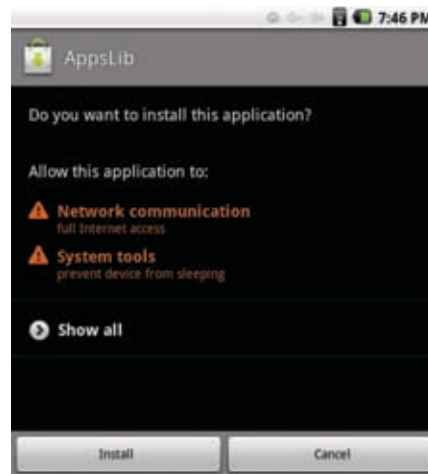 7:46 PM
AppsLib
Do you want to install this application?
Allow this application to:
Network communication
full Internet access
System tools
prevent device from sleeping
Show all
Install
Cancel